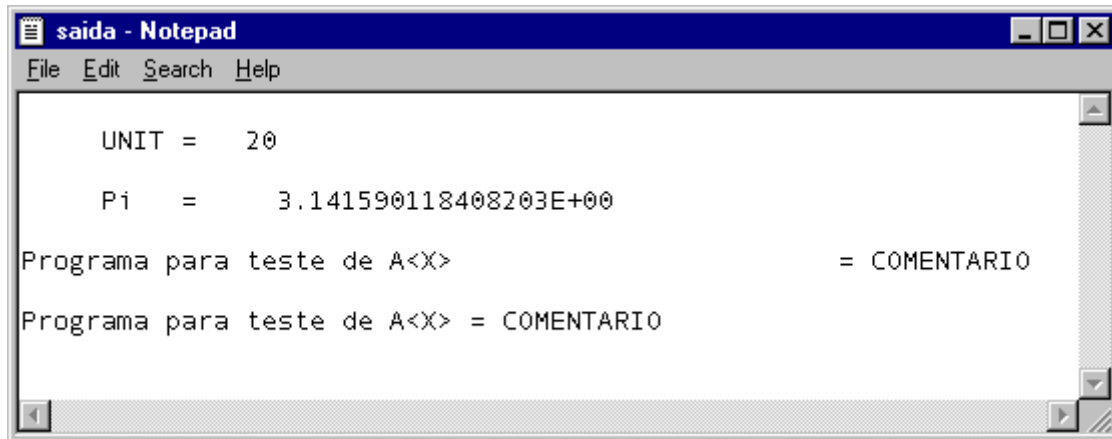 saida - Notepad
File Edit Search Help
UNIT = 20
Pi = 3.141590118408203E+00
Programa para teste de A<X> = COMENTARIO
Programa para teste de A<X> = COMENTARIO